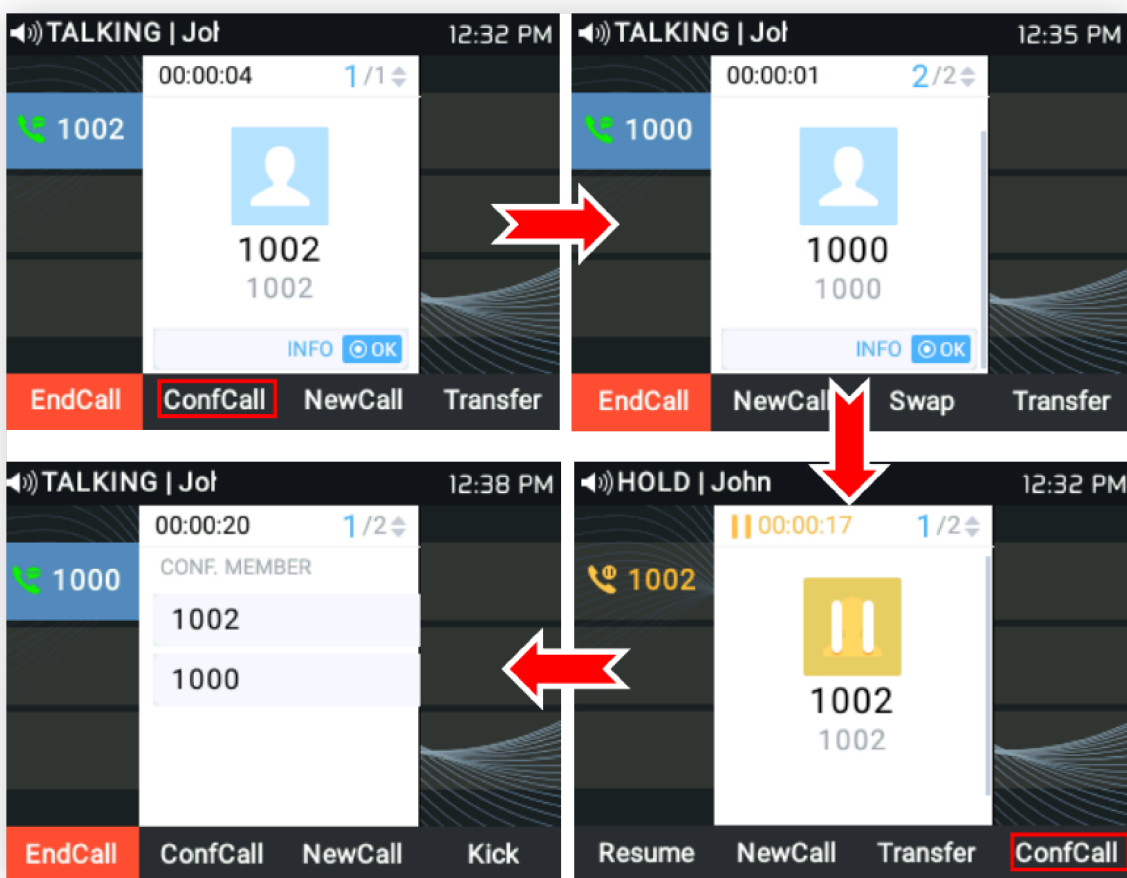 TALKING | Joh
12:32 PM
00:00:04
1/1
1002
1002
1002
INFO OK
EndCall ConfCall NewCall Transfer
TALKING | Joh
12:35 PM
00:00:01
2/2
1000
1000
1000
INFO OK
EndCall NewCall Swap Transfer
TALKING | Joh
12:38 PM
00:00:20
1/2
1000
CONF. MEMBER
1002
1000
EndCall ConfCall NewCall Kick
HOLD | John
12:32 PM
00:00:17
1/2
1002
1002
1002
Resume NewCall Transfer ConfCall